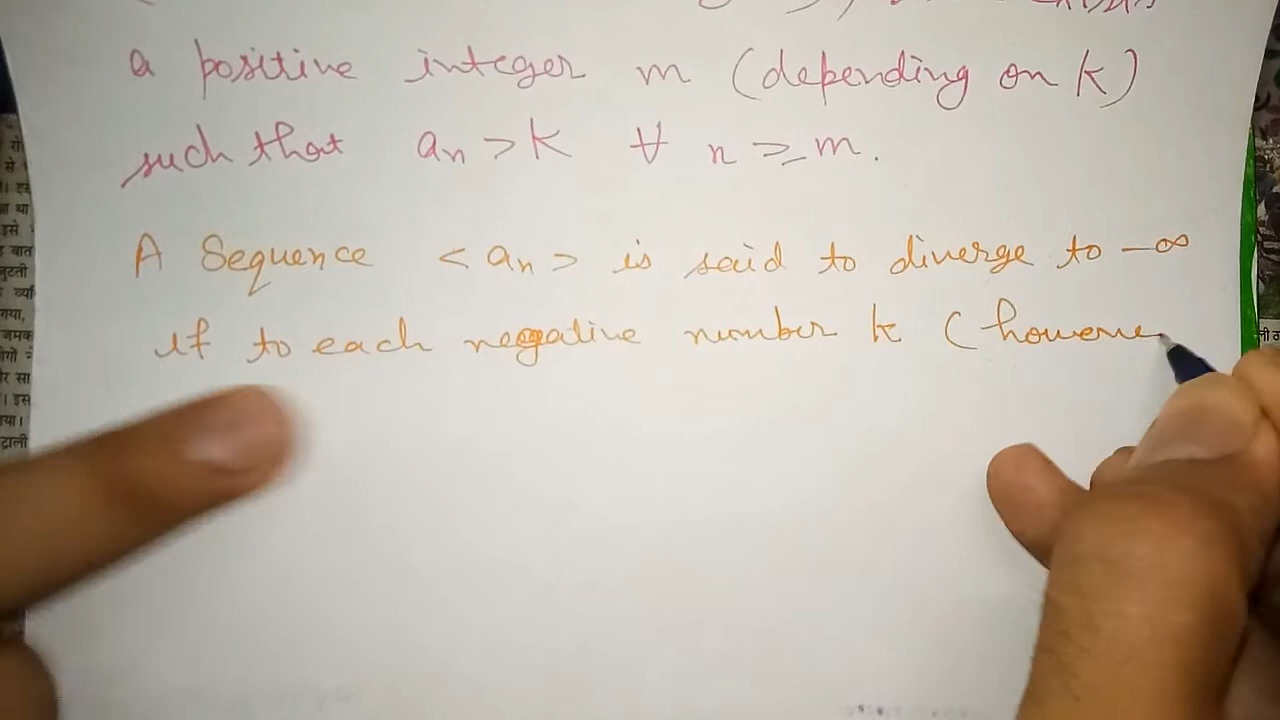 a positive integer m (depending on k)
such that aₙ > k ∀ n ≥ m.
A Sequence < aₙ > is said to diverge to -∞
if to each negative number k (howeve